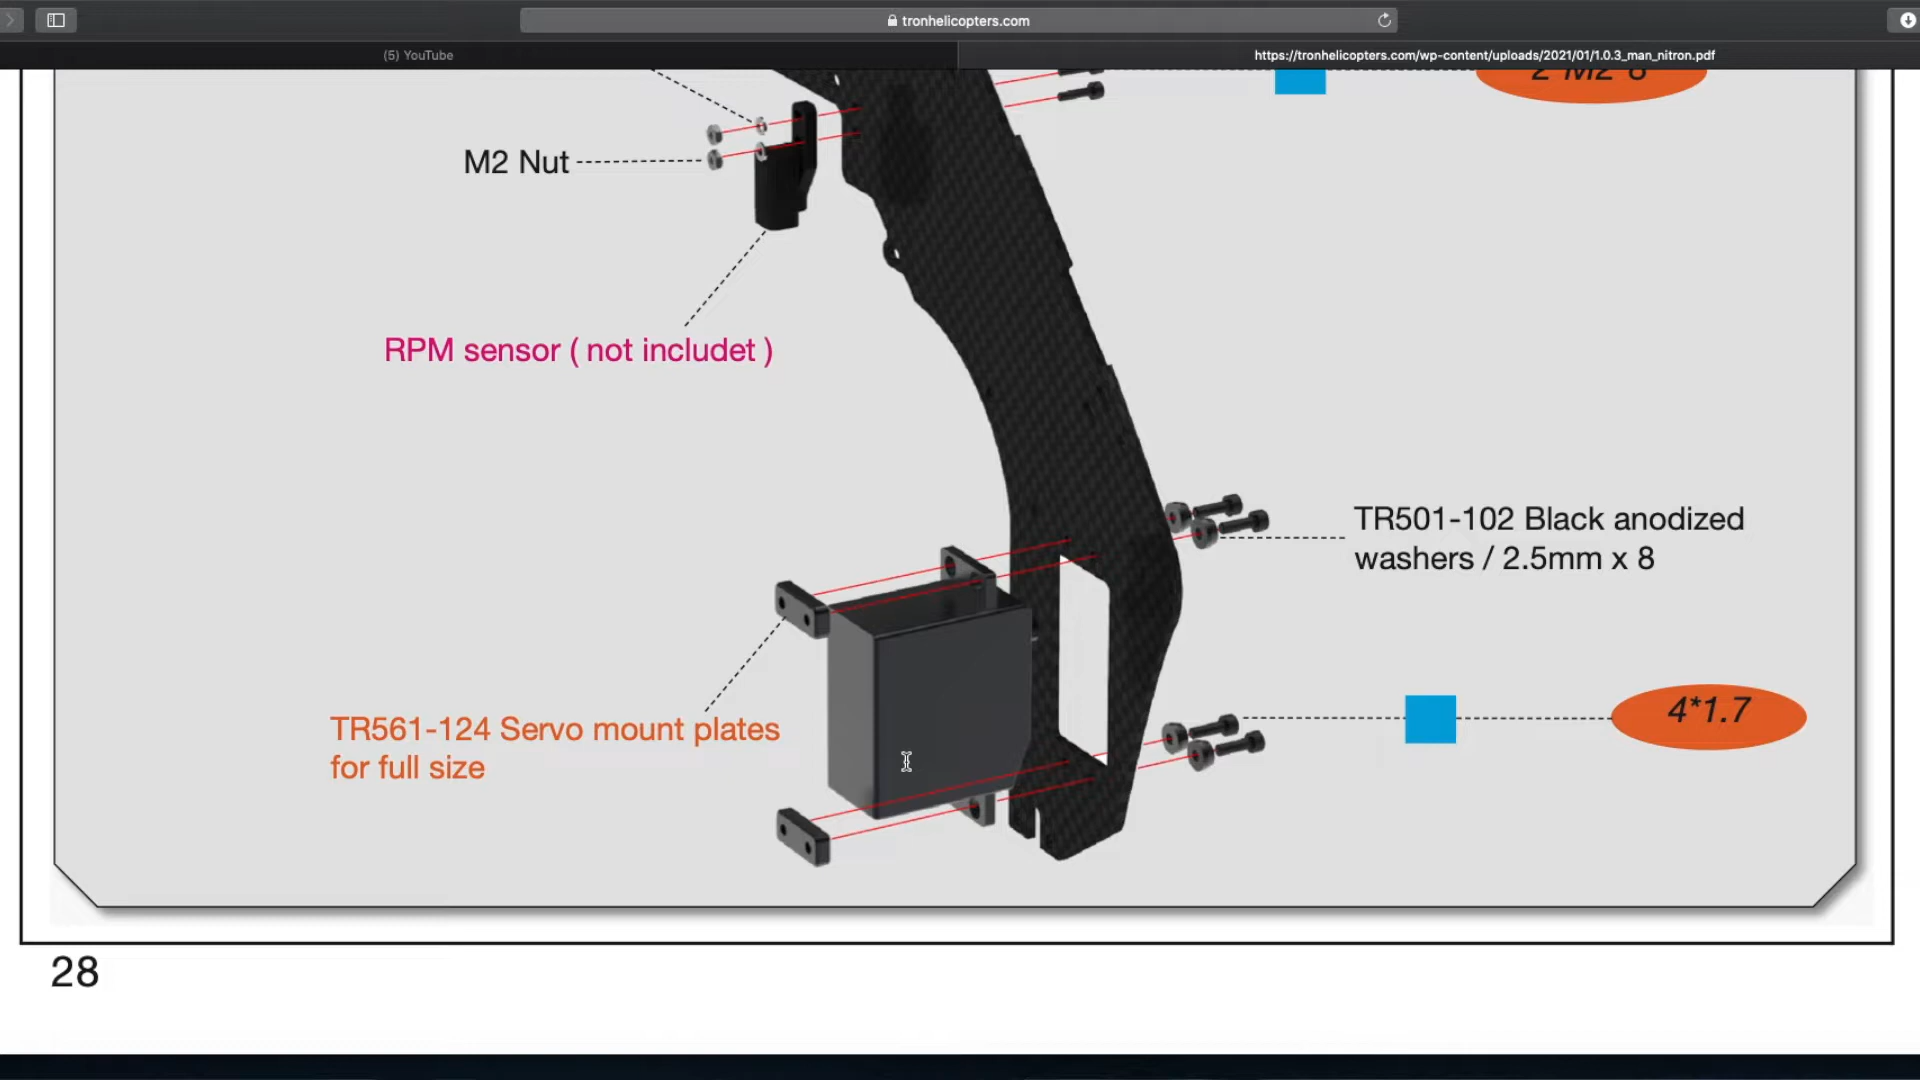 tronhelicopters.com
(5) YouTube
https://tronhelicopters.com/wp-content/uploads/2021/01/1.0.3_man_nitron.pdf
M2 Nut
RPM sensor ( not includet )
TR501-102 Black anodized
washers / 2.5mm x 8
4*1.7
TR561-124 Servo mount plates
for full size
28